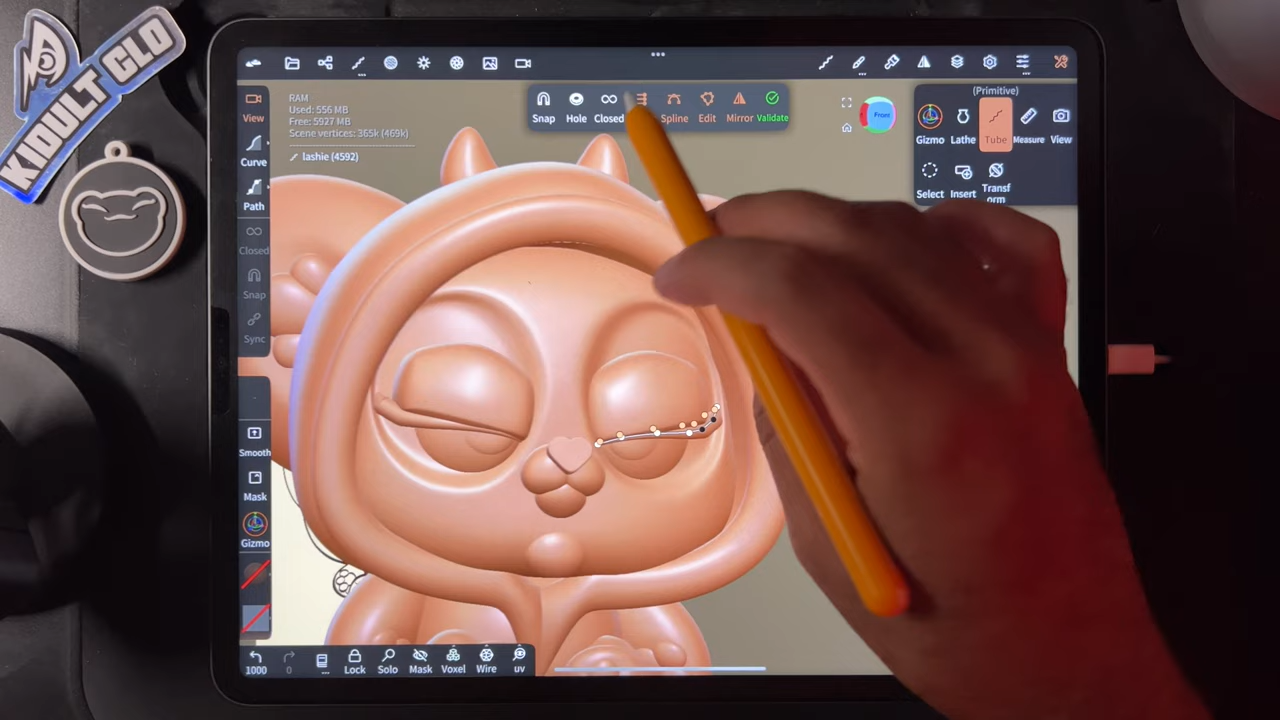 KIDULT CLO
RAM
Used: 556 MB
Free: 5927 MB
Scene vertices: 365k (469k)
lashie (4592)
Snap
Hole
Closed
Spline
Edit
Mirror
Validate
Front
(Primitive)
Gizmo
Lathe
Tube
Measure
View
Select
Insert
Transf
orm
View
Curve
Path
Closed
Snap
Sync
Smooth
Mask
Gizmo
1000
0
Lock
Solo
Mask
Voxel
Wire
uv